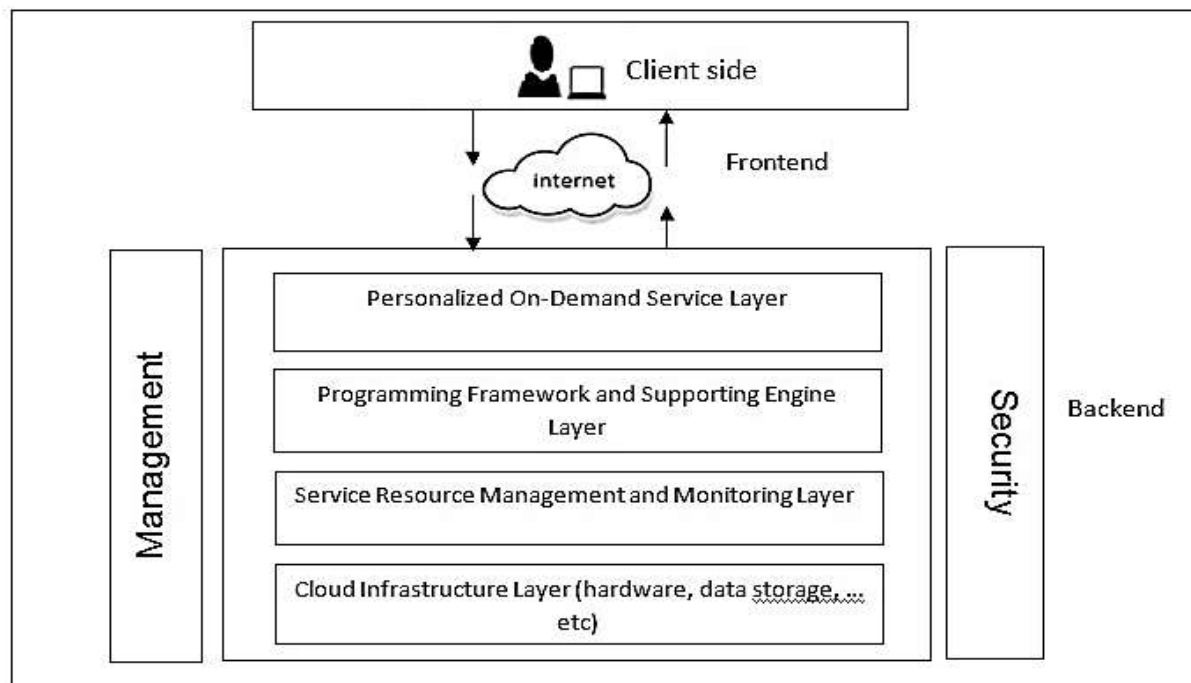 Client side
internet
Frontend
Management
Personalized On-Demand Service Layer
Programming Framework and Supporting Engine
Layer
Service Resource Management and Monitoring Layer
Cloud Infrastructure Layer (hardware, data storage, ...
etc)
Security
Backend